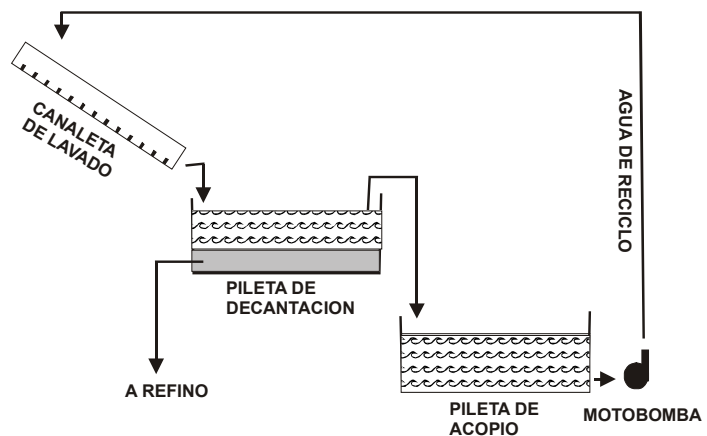 CANALETA
DE LAVADO
AGUA DE RECICLO
PILETA DE
DECANTACION
A REFINO
PILETA DE
ACOPIO
MOTOBOMBA